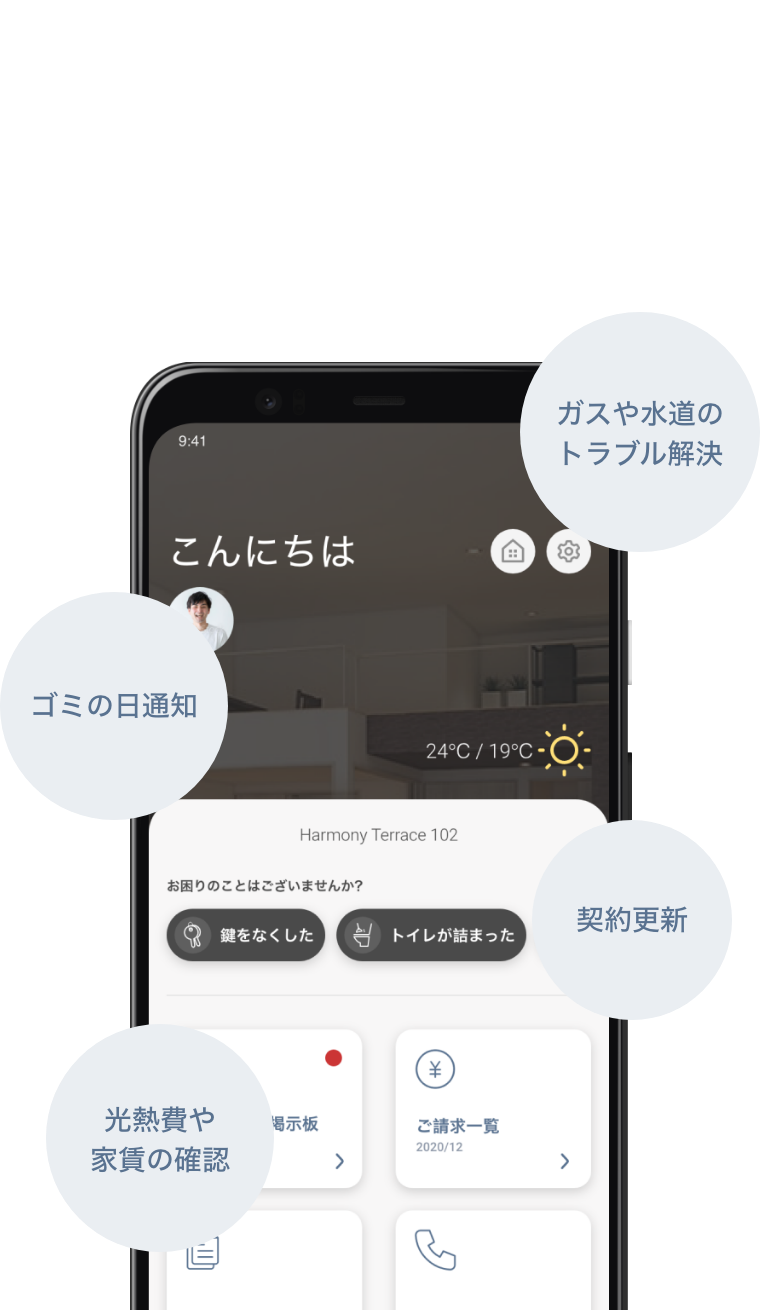 ガスや水道の
トラブル解決
9:41
こんにちは
ゴミの日通知
24°C / 19°C
Harmony Terrace 102
お困りのことはございませんか?
鍵をなくした
トイレが詰まった
契約更新
光熱費や
家賃の確認
掲示板
ご請求一覧
2020/12